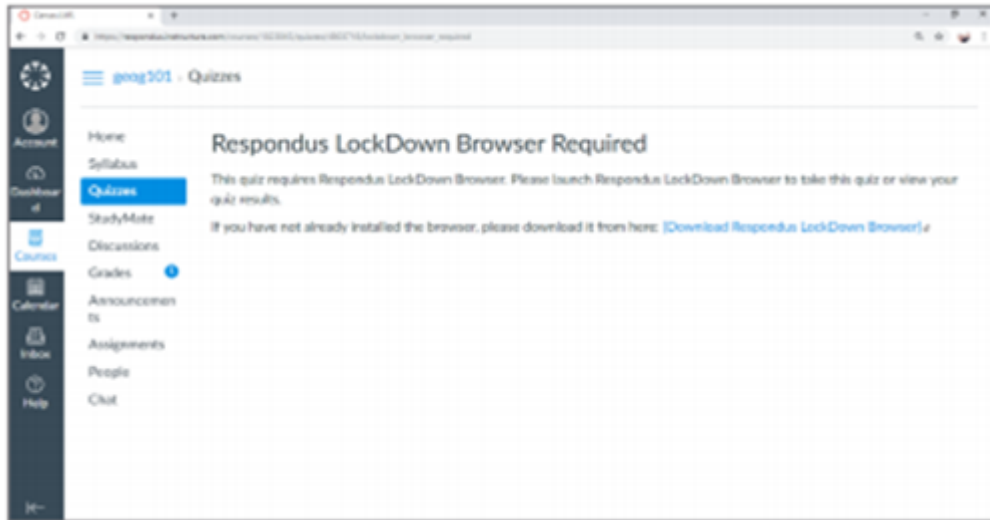 geog101 › Quizzes
Account
Dashboar
d
Courses
Calendar
Inbox
Help
Home
Syllabus
Quizzes
StudyMate
Discussions
Grades
Announcemen
ts
Assignments
People
Chat
Respondus LockDown Browser Required
This quiz requires Respondus LockDown Browser. Please launch Respondus LockDown Browser to take this quiz or view your
quiz results.
If you have not already installed the browser, please download it from here: [Download Respondus LockDown Browser]